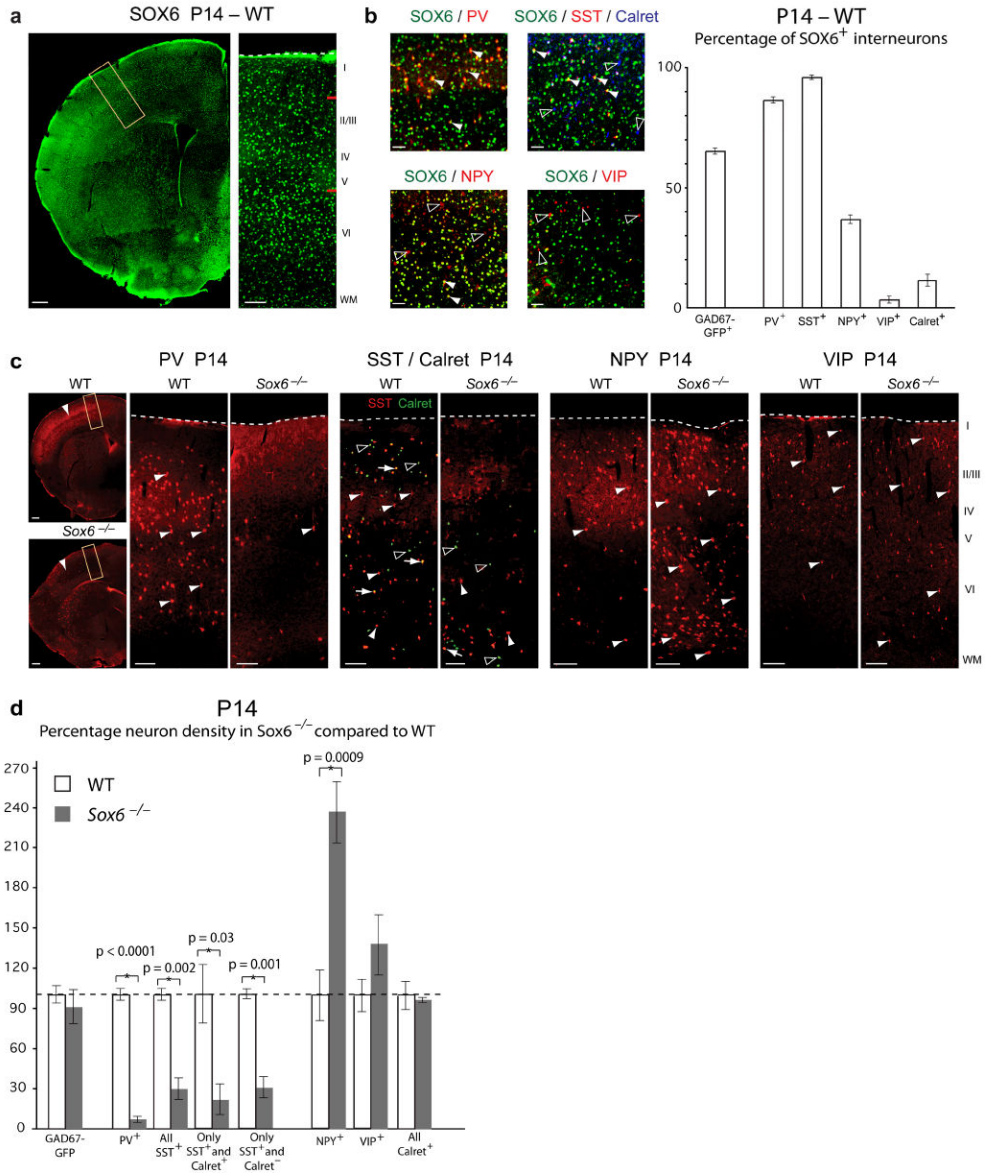 a
SOX6 P14 – WT
I
II/III
IV
V
VI
WM
b
SOX6 / PV
SOX6 / SST / Calret
SOX6 / NPY
SOX6 / VIP
P14 – WT
Percentage of SOX6+ interneurons
100
50
0
GAD67-
GFP+
PV+
SST+
NPY+
VIP+
Calret+
c
PV P14
SST / Calret P14
NPY P14
VIP P14
WT
WT
Sox6 −/−
WT
Sox6 −/−
WT
Sox6 −/−
WT
Sox6 −/−
SST Calret
Sox6 −/−
I
II/III
IV
V
VI
WM
d
P14
Percentage neuron density in Sox6 −/− compared to WT
270
240
210
180
150
120
90
60
30
0
WT
Sox6 −/−
p < 0.0001
*
p = 0.002
*
p = 0.03
*
p = 0.001
*
p = 0.0009
*
GAD67-
GFP
PV+
All
SST+
Only
SST+ and
Calret+
Only
SST+ and
Calret−
NPY+
VIP+
All
Calret+